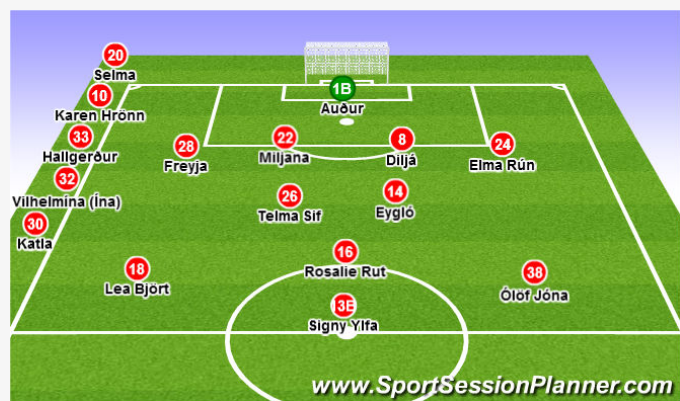 20
Selma
1B
Auður
10
Karen Hrönn
33
Hallgerður
28
Freyja
22
Miljana
8
Diljá
24
Elma Rún
32
Vilhelmína (Ína)
26
Telma Sif
14
Eygló
30
Katla
18
Lea Björt
16
Rosalie Rut
38
Ólöf Jóna
3E
Signy Ylfa
www.SportSessionPlanner.com